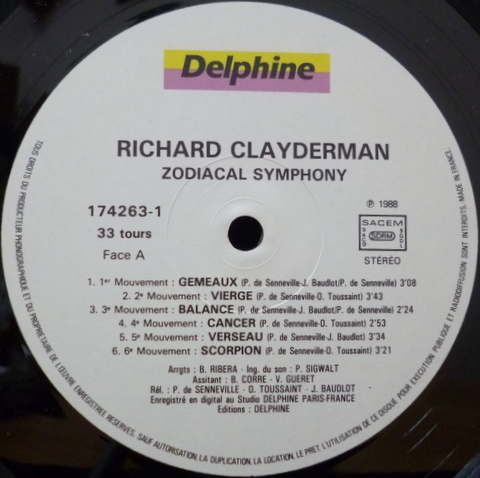 Delphine
RICHARD CLAYDERMAN
ZODIACAL SYMPHONY
174263-1
33 tours
Face A
℗ 1988
SACEM
SACD
SDRM
SGDL
STÉRÉO
1. 1er Mouvement : GEMEAUX (P. de Senneville-J. Baudlot/P. de Senneville) 3'08
2. 2e Mouvement : VIERGE (P. de Senneville-O. Toussaint) 3'43
3. 3e Mouvement : BALANCE (P. de Senneville-J. Baudlot/P. de Senneville) 2'24
4. 4e Mouvement : CANCER (P. de Senneville-O. Toussaint) 2'53
5. 5e Mouvement : VERSEAU (P. de Senneville/J. Baudlot) 3'34
6. 6e Mouvement : SCORPION (P. de Senneville/O. Toussaint) 3'21
Arrgts : B. RIBERA - Ing. du son : P. SIGWALT
Assitant : B. CORRE - V. GUERET
Réal. : P. de SENNEVILLE - O. TOUSSAINT - J. BAUDLOT
Enregistré en digital au Studio DELPHINE PARIS-FRANCE
Editions : DELPHINE
TOUS DROITS DU PRODUCTEUR PHONOGRAPHIQUE ET DU PROPRIETAIRE DE L'ŒUVRE ENREGISTREE RESERVES. SAUF AUTORISATION, LA DUPLICATION, LA LOCATION, LE PRET, L'UTILISATION DE CE DISQUE POUR EXECUTION PUBLIQUE ET RADIODIFFUSION SONT INTERDITS. MADE IN FRANCE.